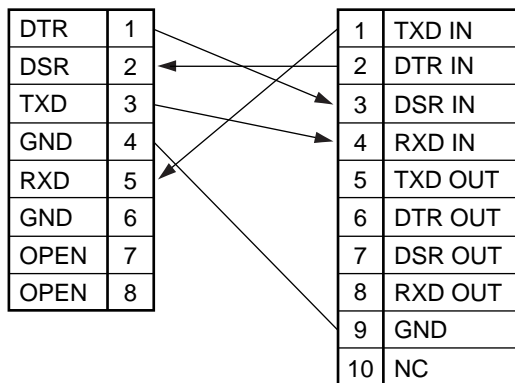 DTR 1
DSR 2
TXD 3
GND 4
RXD 5
GND 6
OPEN 7
OPEN 8
1 TXD IN
2 DTR IN
3 DSR IN
4 RXD IN
5 TXD OUT
6 DTR OUT
7 DSR OUT
8 RXD OUT
9 GND
10 NC